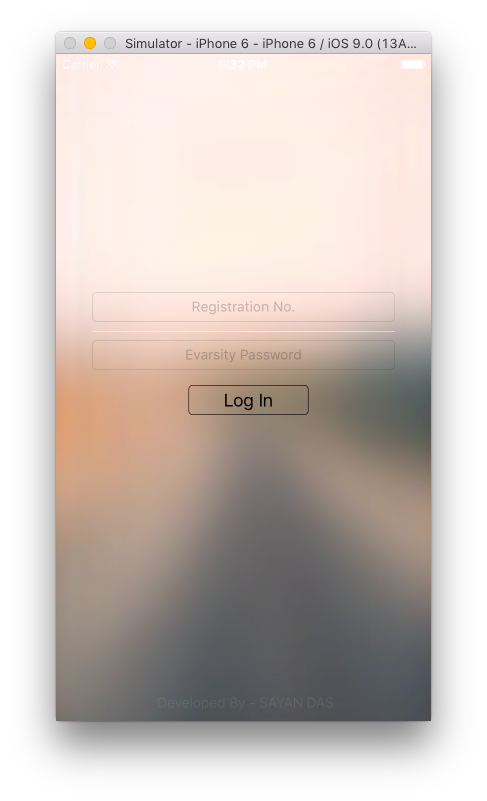 Simulator - iPhone 6 - iPhone 6 / iOS 9.0 (13A...
Carrier 5:32 PM
Registration No.
Evarsity Password
Log In
Developed By - SAYAN DAS